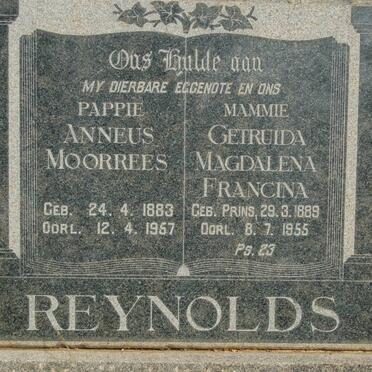 Ons Hulde aan
MY DIERBARE EGGENOTE EN ONS
PAPPIE
ANNEUS
MOORREES
GEB. 24. 4. 1883
OORL. 12. 4. 1957
MAMMIE
GETRUIDA
MAGDALENA
FRANCINA
GEB. PRINS, 29. 3. 1889
OORL. 8. 7. 1955
PS. 23
REYNOLDS